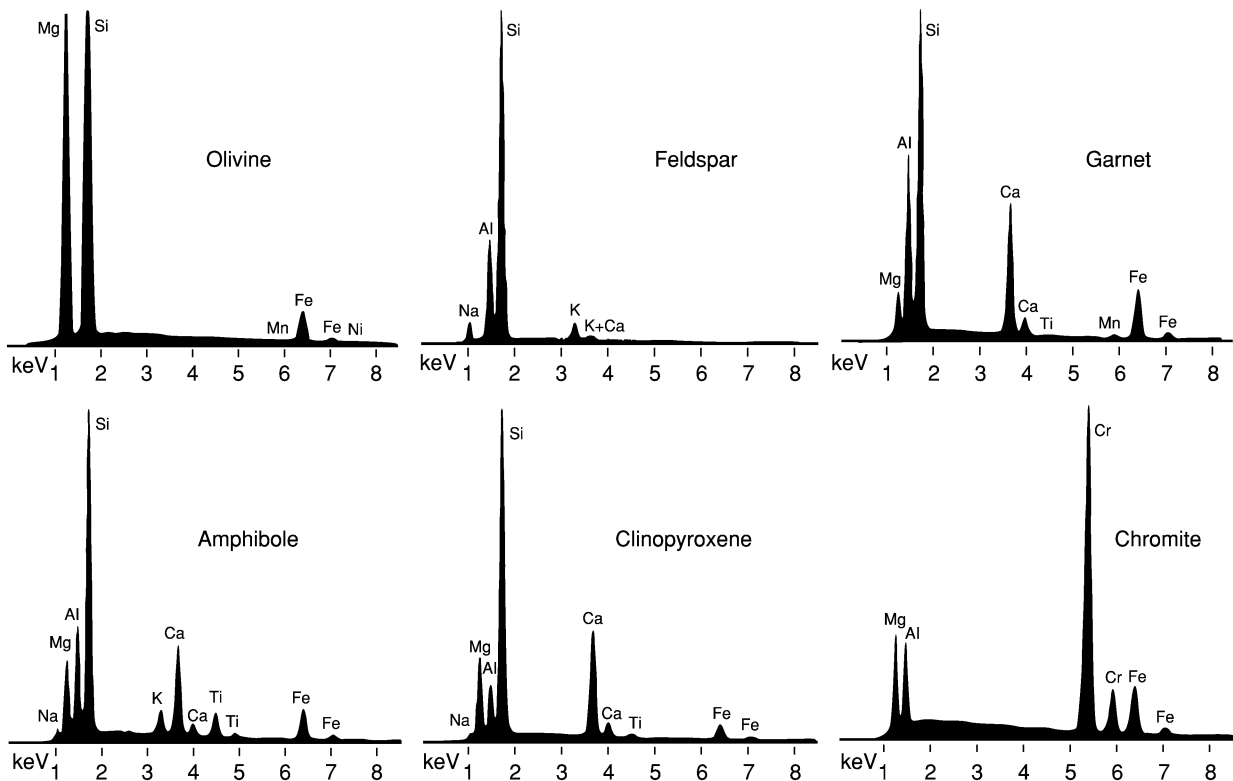 Mg
Si
Olivine
Mn
Fe
Fe
Ni
keV 1 2 3 4 5 6 7 8
Si
Feldspar
Al
Na
K
K+Ca
keV 1 2 3 4 5 6 7 8
Si
Al
Garnet
Ca
Mg
Ca
Ti
Mn
Fe
Fe
keV 1 2 3 4 5 6 7 8
Si
Amphibole
Al
Mg
Na
K
Ca
Ca
Ti
Ti
Fe
Fe
keV 1 2 3 4 5 6 7 8
Si
Clinopyroxene
Ca
Mg
Al
Na
Ca
Ti
Fe
Fe
keV 1 2 3 4 5 6 7 8
Cr
Chromite
Mg
Al
Cr
Fe
Fe
keV 1 2 3 4 5 6 7 8